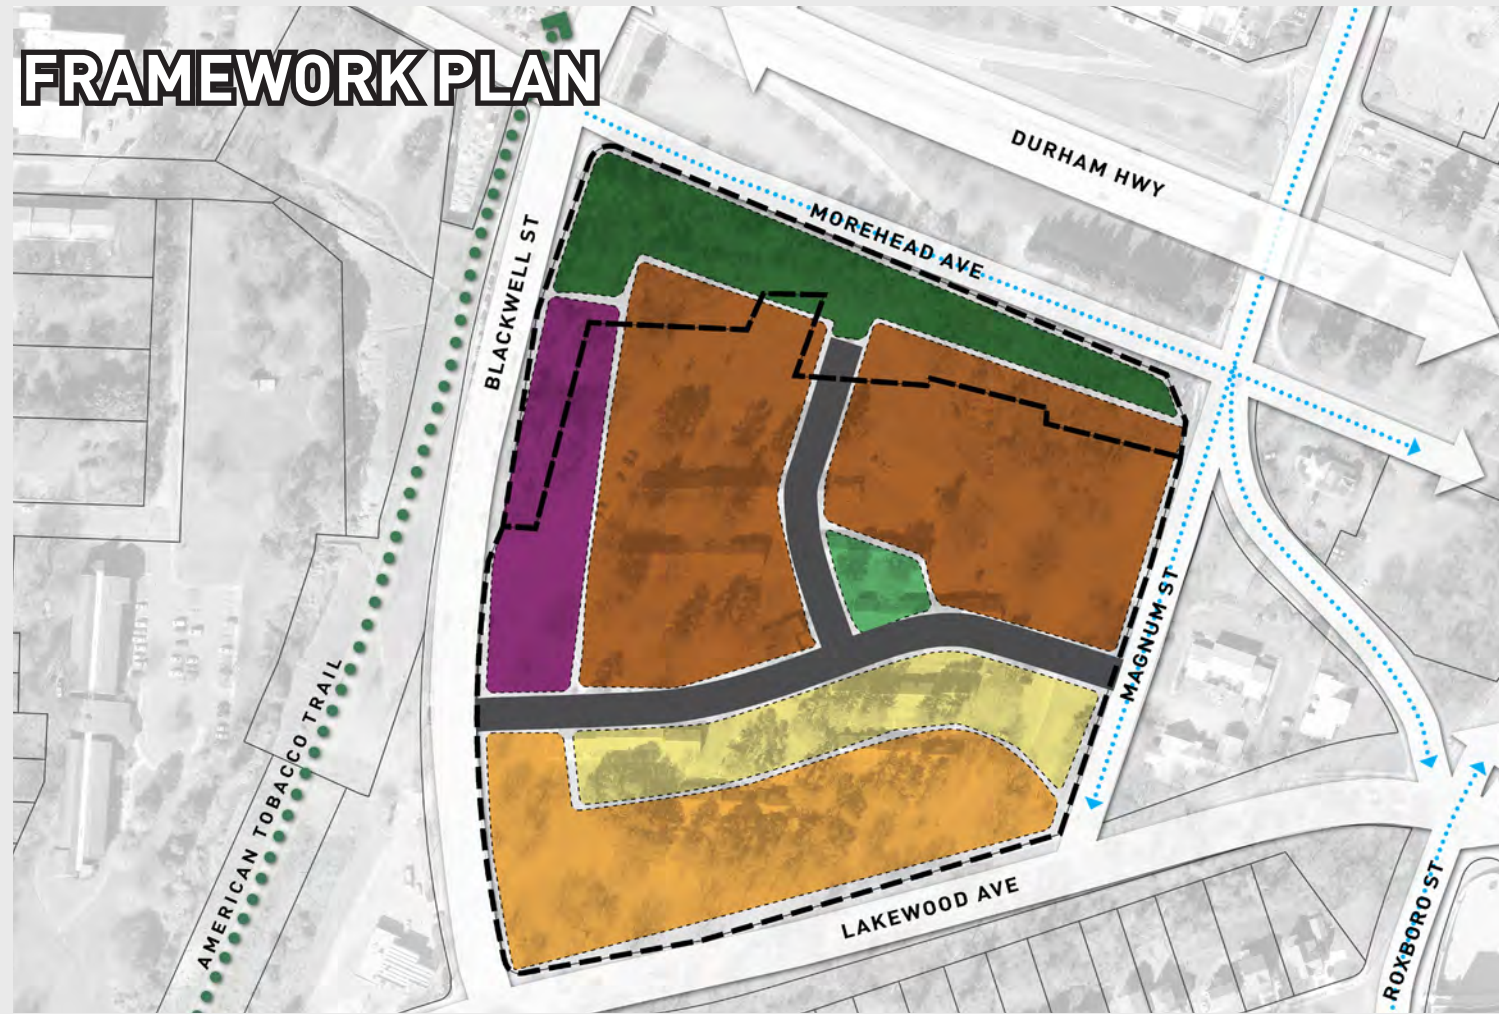 FRAMEWORK PLAN
DURHAM HWY
MOREHEAD AVE
BLACKWELL ST
MAGNUM ST
AMERICAN TOBACCO TRAIL
LAKEWOOD AVE
ROXBORO ST